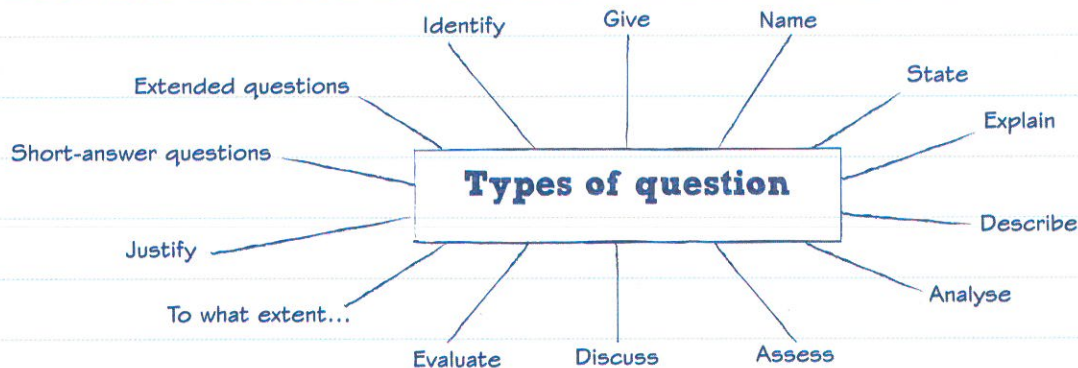 Identify
Give
Name
State
Explain
Describe
Analyse
Assess
Discuss
Evaluate
To what extent...
Justify
Short-answer questions
Extended questions
Types of question